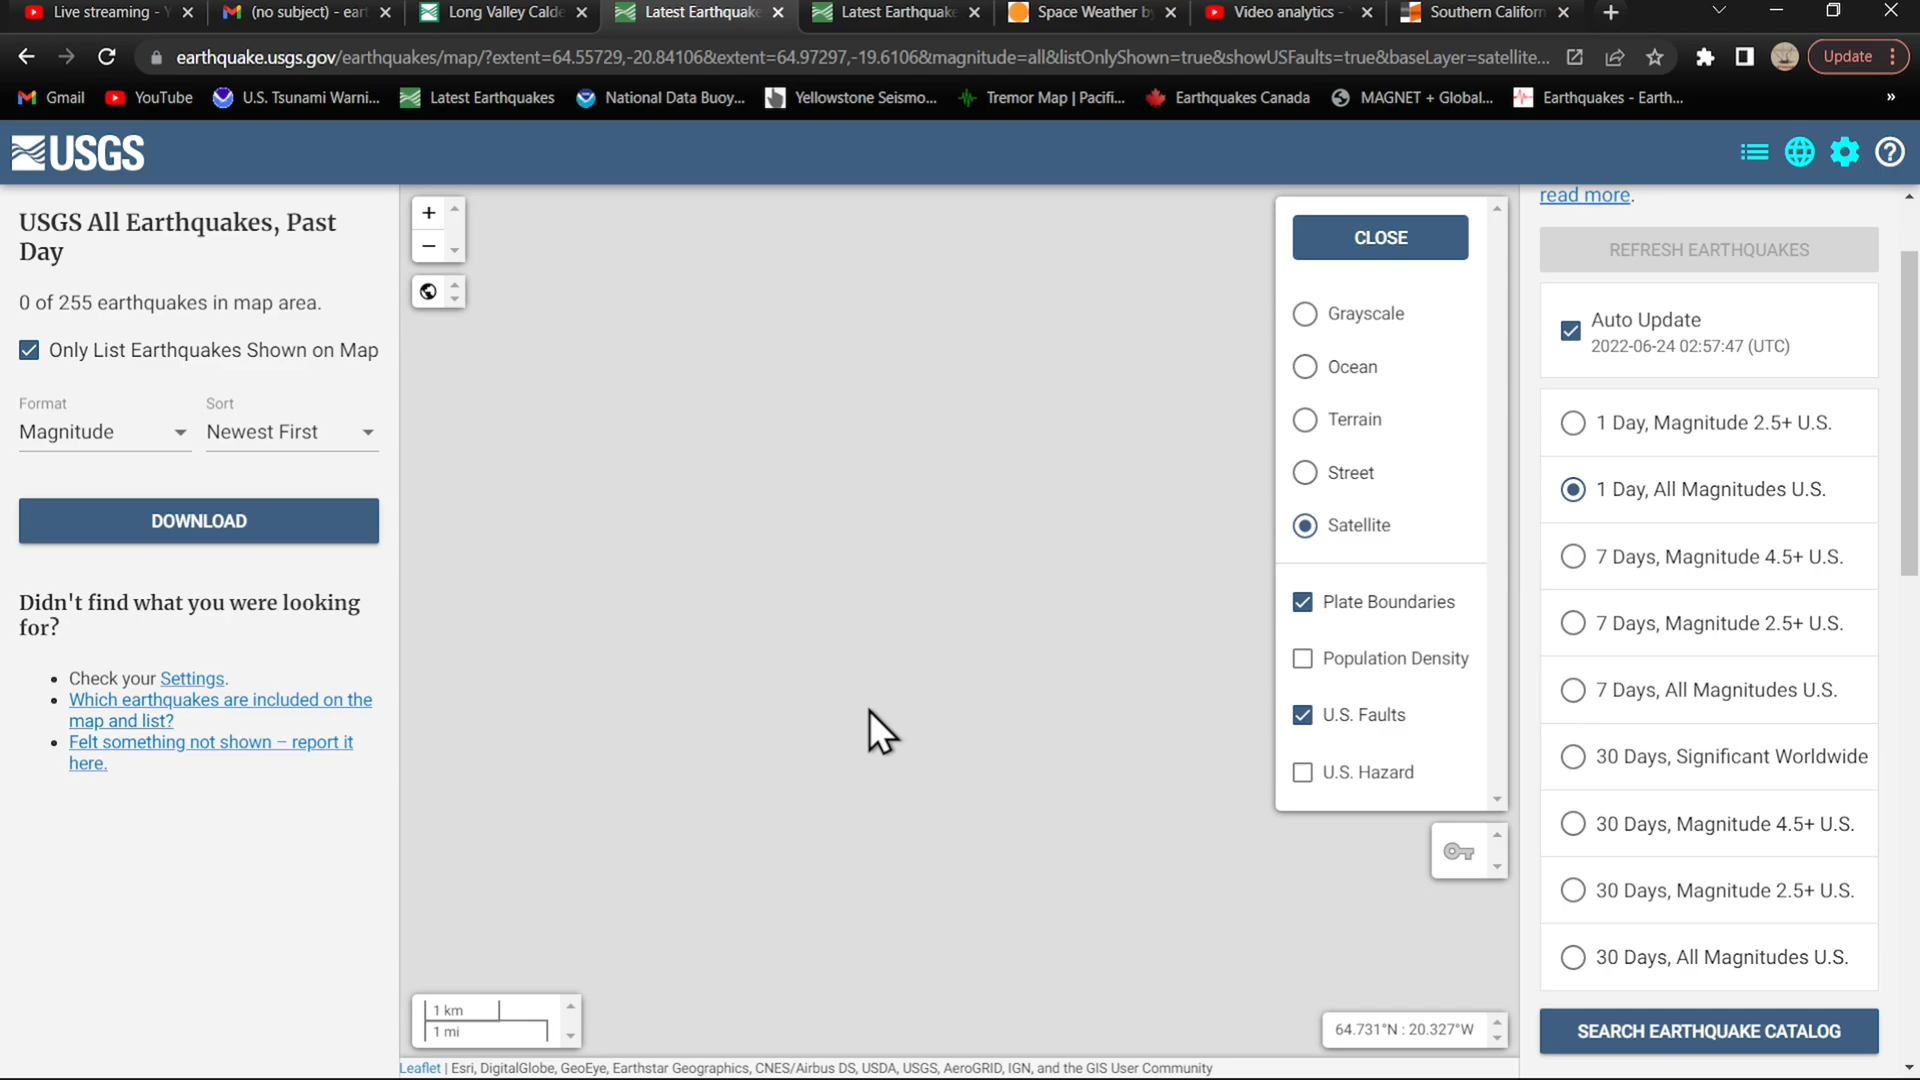 Live streaming - Y
(no subject) - eart
Long Valley Calde
Latest Earthquake
Latest Earthquake
Space Weather by
Video analytics -
Southern Californ
earthquake.usgs.gov/earthquakes/map/?extent=64.55729,-20.84106&extent=64.97297,-19.6106&magnitude=all&listOnlyShown=true&showUSFaults=true&baseLayer=satellite...
Update
Gmail
YouTube
U.S. Tsunami Warni...
Latest Earthquakes
National Data Buoy...
Yellowstone Seismo...
Tremor Map | Pacifi...
Earthquakes Canada
MAGNET + Global...
Earthquakes - Earth...
»
USGS
USGS All Earthquakes, Past
Day
0 of 255 earthquakes in map area.
Only List Earthquakes Shown on Map
Format
Sort
Magnitude
Newest First
DOWNLOAD
Didn't find what you were looking
for?
• Check your Settings.
• Which earthquakes are included on the
map and list?
• Felt something not shown – report it
here.
+
−
1 km
1 mi
CLOSE
Grayscale
Ocean
Terrain
Street
Satellite
Plate Boundaries
Population Density
U.S. Faults
U.S. Hazard
64.731°N : 20.327°W
Leaflet | Esri, DigitalGlobe, GeoEye, Earthstar Geographics, CNES/Airbus DS, USDA, USGS, AeroGRID, IGN, and the GIS User Community
read more.
REFRESH EARTHQUAKES
Auto Update
2022-06-24 02:57:47 (UTC)
1 Day, Magnitude 2.5+ U.S.
1 Day, All Magnitudes U.S.
7 Days, Magnitude 4.5+ U.S.
7 Days, Magnitude 2.5+ U.S.
7 Days, All Magnitudes U.S.
30 Days, Significant Worldwide
30 Days, Magnitude 4.5+ U.S.
30 Days, Magnitude 2.5+ U.S.
30 Days, All Magnitudes U.S.
SEARCH EARTHQUAKE CATALOG